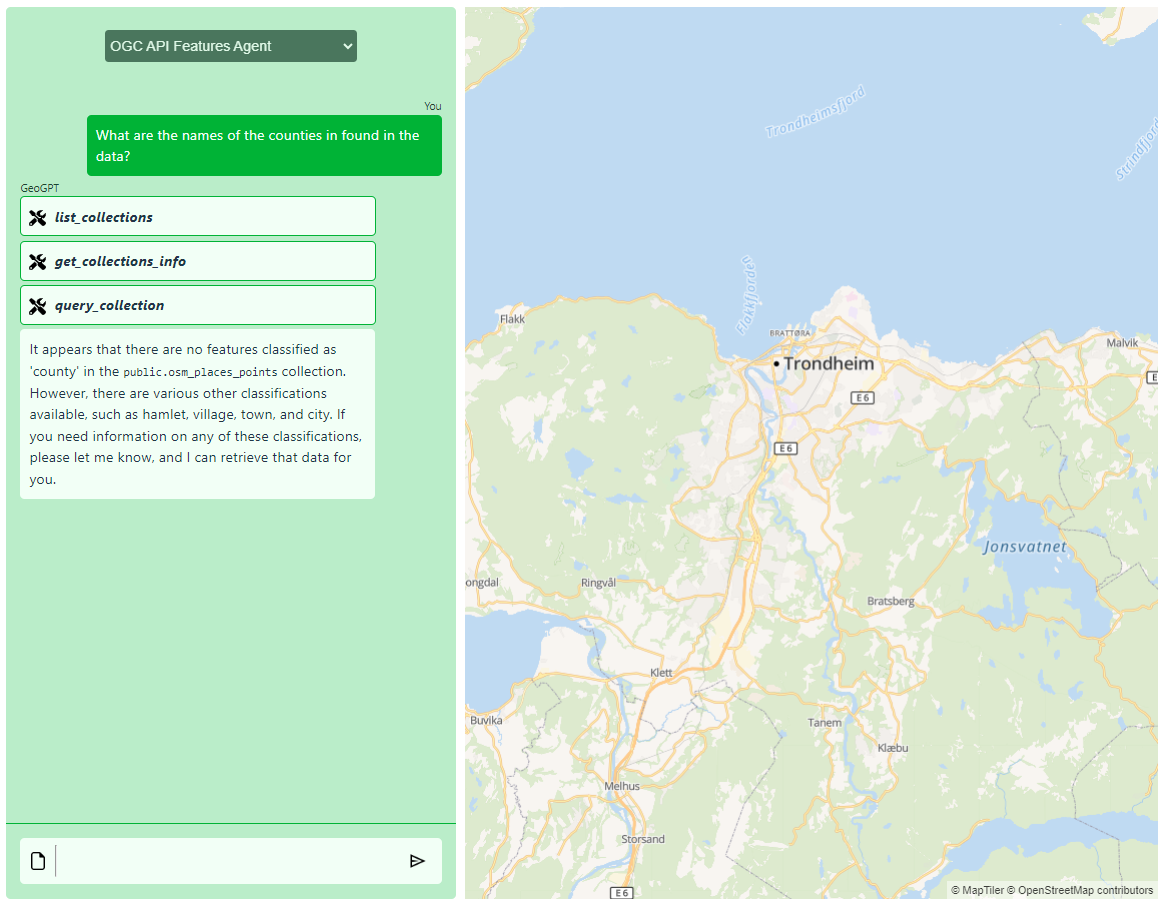 OGC API Features Agent
You
What are the names of the counties in found in the
data?
GeoGPT
list_collections
get_collections_info
query_collection
It appears that there are no features classified as
'county' in the public.osm_places_points collection.
However, there are various other classifications
available, such as hamlet, village, town, and city. If
you need information on any of these classifications,
please let me know, and I can retrieve that data for
you.
Trondheimsfjord
Strindfjord
Flakkfjorden
Flakk
BRATTØRA
Malvik
Trondheim
E
E6
E6
Jonsvatnet
ongdal
Ringvål
Bratsberg
Klett
Buvika
Tanem
Klæbu
Melhus
Storsand
E6
© MapTiler © OpenStreetMap contributors